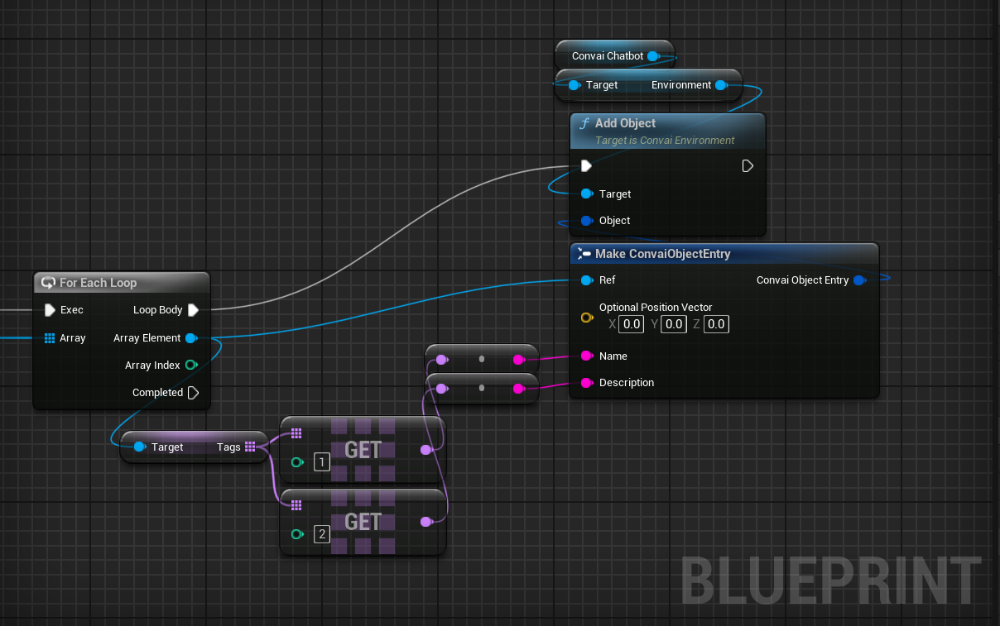 Convai Chatbot
Target Environment
f Add Object
Target is Convai Environment
Target
Object
Make ConvaiObjectEntry
Ref Convai Object Entry
Optional Position Vector
X 0.0 Y 0.0 Z 0.0
Name
Description
For Each Loop
Exec Loop Body
Array Array Element
Array Index
Completed
Target Tags
GET
1
GET
2
BLUEPRINT